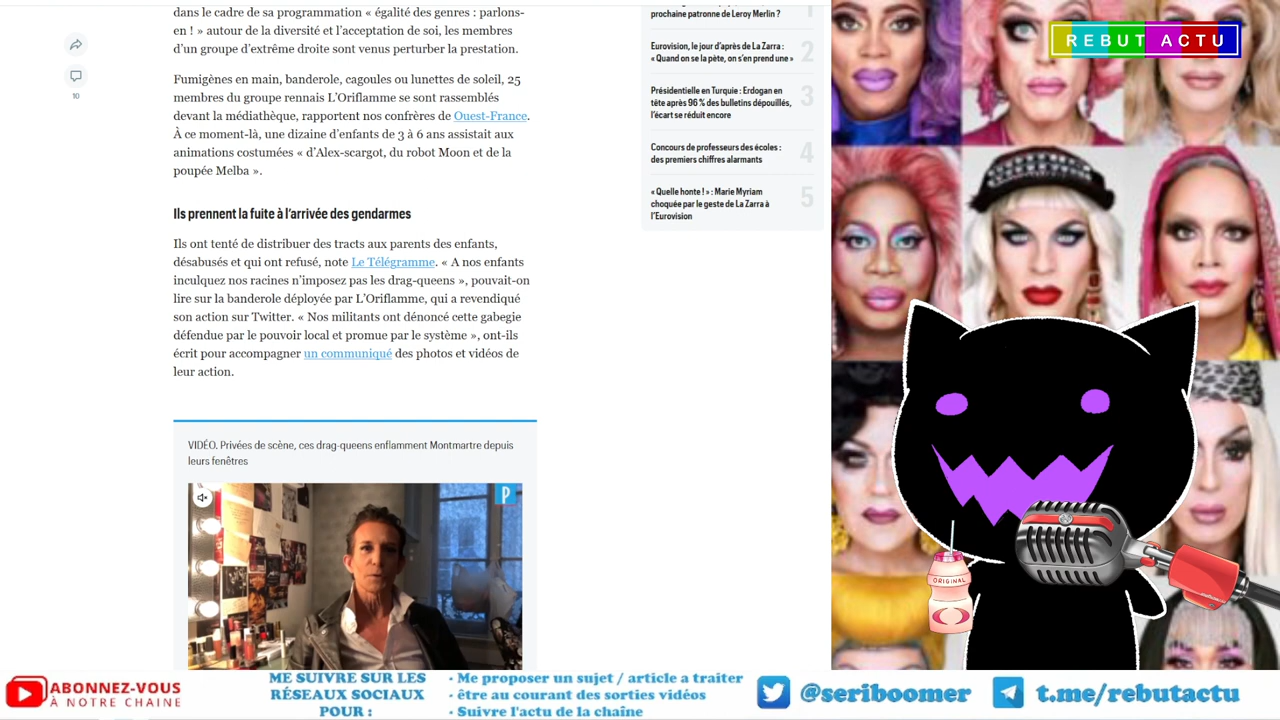 dans le cadre de sa programmation « égalité des genres : parlons-
en ! » autour de la diversité et l'acceptation de soi, les membres
d'un groupe d'extrême droite sont venus perturber la prestation.
10
Fumigènes en main, banderole, cagoules ou lunettes de soleil, 25
membres du groupe rennais L'Oriflamme se sont rassemblés
devant la médiathèque, rapportent nos confrères de Ouest-France.
À ce moment-là, une dizaine d'enfants de 3 à 6 ans assistait aux
animations costumées « d'Alex-scargot, du robot Moon et de la
poupée Melba ».
Ils prennent la fuite à l'arrivée des gendarmes
Ils ont tenté de distribuer des tracts aux parents des enfants,
désabusés et qui ont refusé, note Le Télégramme. « A nos enfants
inculquez nos racines n'imposez pas les drag-queens », pouvait-on
lire sur la banderole déployée par L'Oriflamme, qui a revendiqué
son action sur Twitter. « Nos militants ont dénoncé cette gabegie
défendue par le pouvoir local et promue par le système », ont-ils
écrit pour accompagner un communiqué des photos et vidéos de
leur action.
VIDÉO. Privées de scène, ces drag-queens enflamment Montmartre depuis
leurs fenêtres
P
prochaine patronne de Leroy Merlin ?
1
Eurovision, le jour d'après de La Zarra :
« Quand on se la pète, on s'en prend une »
2
Présidentielle en Turquie : Erdogan en
tête après 96 % des bulletins dépouillés,
l'écart se réduit encore
3
Concours de professeurs des écoles :
des premiers chiffres alarmants
4
« Quelle honte ! » : Marie Myriam
choquée par le geste de La Zarra à
l'Eurovision
5
REBUT ACTU
ORIGINAL
ABONNEZ-VOUS
À NOTRE CHAINE
ME SUIVRE SUR LES
RÉSEAUX SOCIAUX
POUR :
- Me proposer un sujet / article a traiter
- être au courant des sorties vidéos
- Suivre l'actu de la chaîne
@seriboomer
t.me/rebutactu